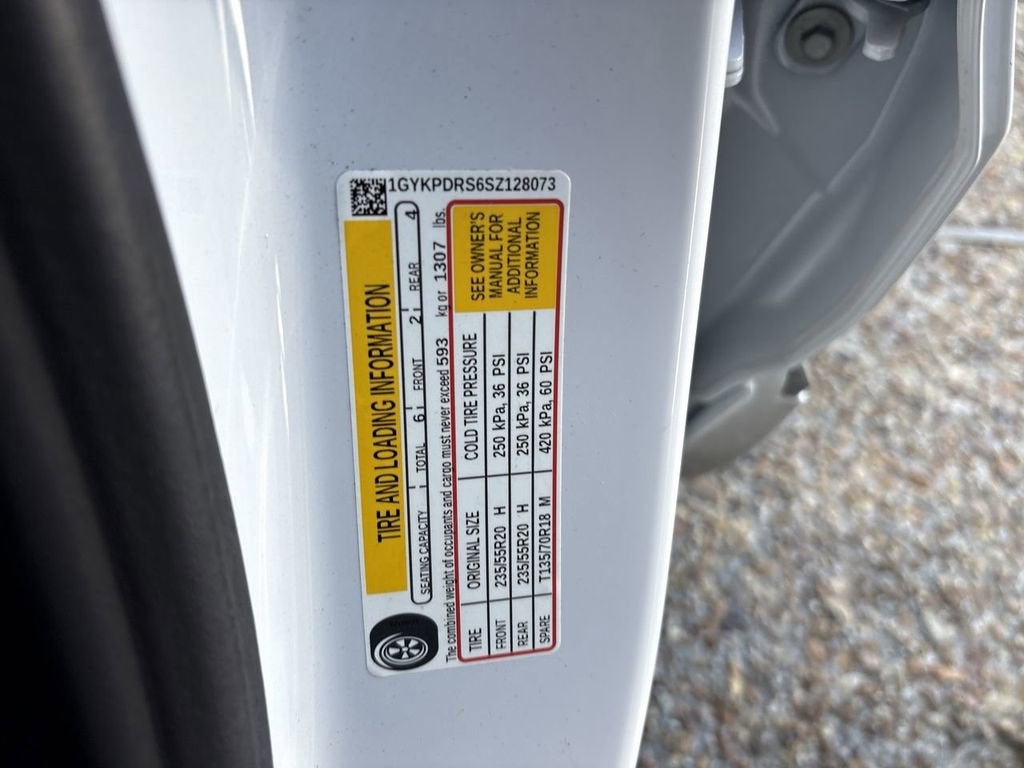 1GYKPDRS6SZ128073
TIRE AND LOADING INFORMATION
SEATING CAPACITY TOTAL 6 FRONT 2 REAR 4
The combined weight of occupants and cargo must never exceed 593 kg or 1307 lbs.
TIRE ORIGINAL SIZE COLD TIRE PRESSURE
FRONT 235/55R20 H 250 kPa, 36 PSI
REAR 235/55R20 H 250 kPa, 36 PSI
SPARE T135/70R18 M 420 kPa, 60 PSI
SEE OWNER'S
MANUAL FOR
ADDITIONAL
INFORMATION